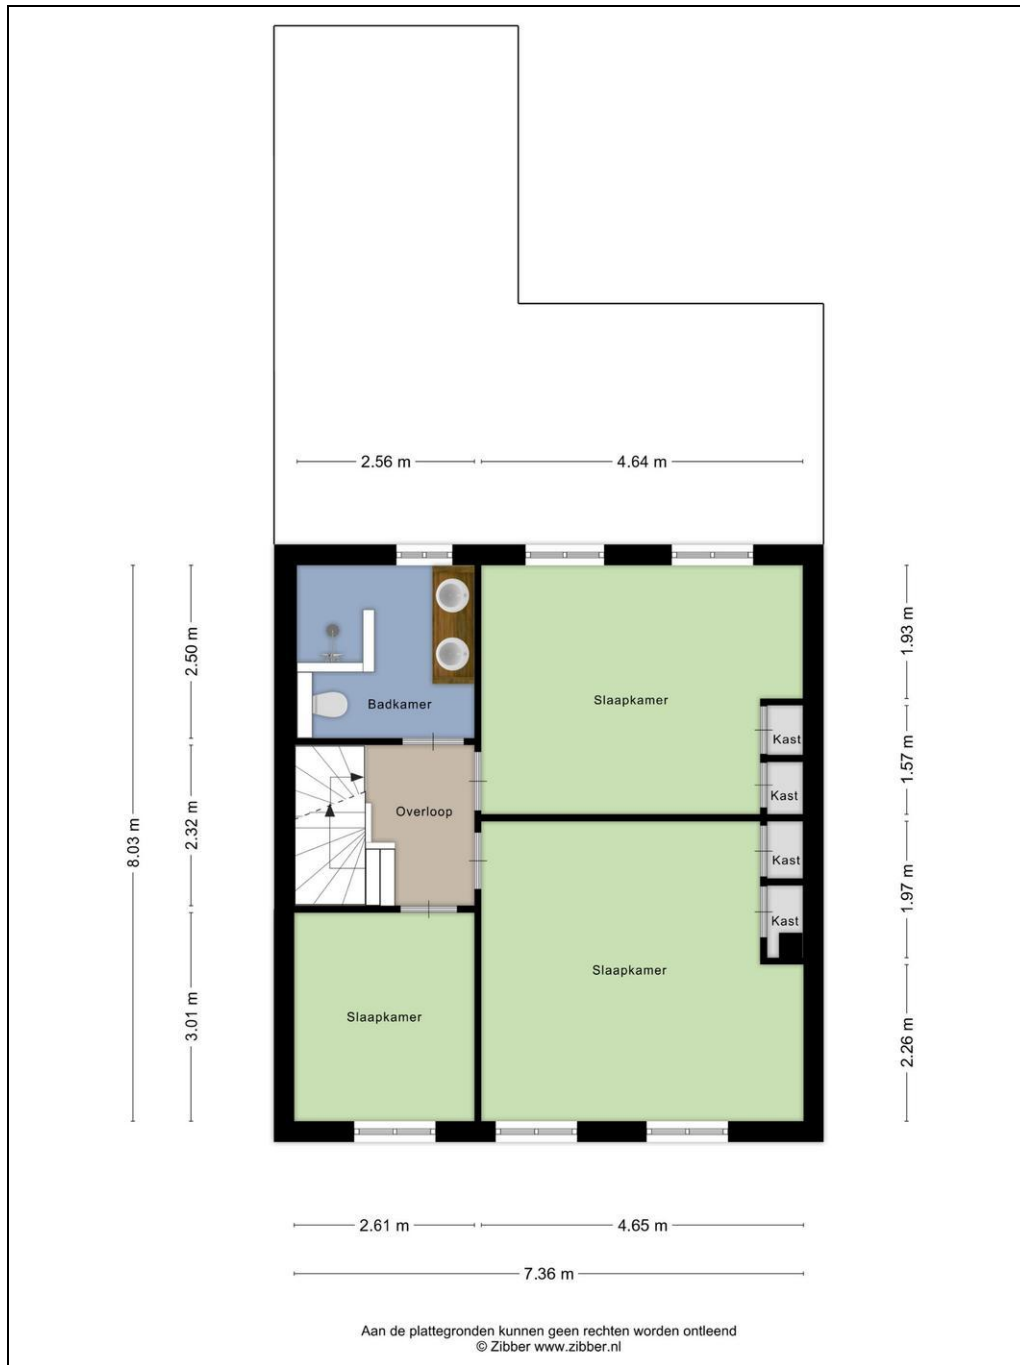 2.56 m
4.64 m
8.03 m
2.50 m
2.32 m
3.01 m
1.93 m
1.57 m
1.97 m
2.26 m
Badkamer
Slaapkamer
Kast
Kast
Overloop
Kast
Kast
Slaapkamer
Slaapkamer
2.61 m
4.65 m
7.36 m
Aan de plattegronden kunnen geen rechten worden ontleend
© Zibber www.zibber.nl